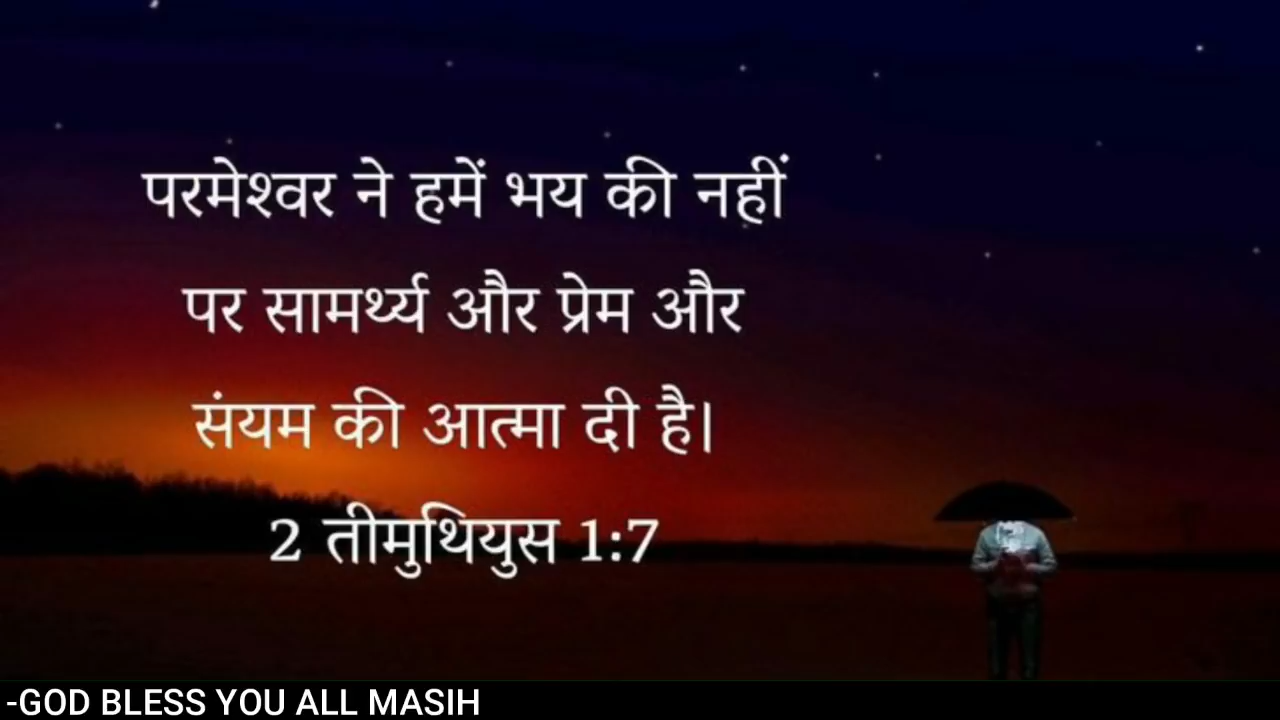 परमेश्वर ने हमें भय की नहीं
पर सामर्थ्य और प्रेम और
संयम की आत्मा दी है।
2 तीमुथियुस 1:7
-GOD BLESS YOU ALL MASIH